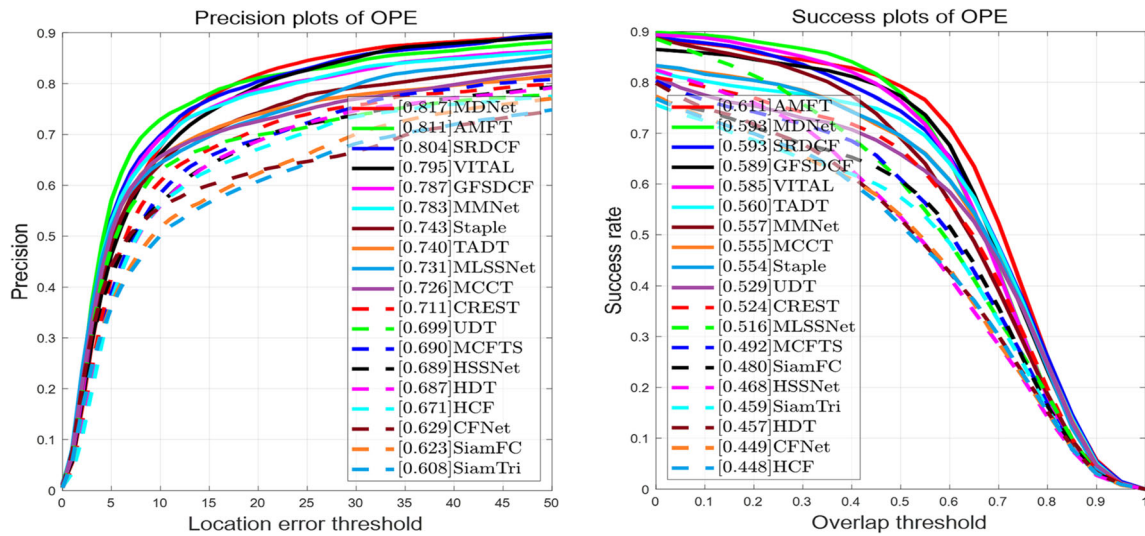 Precision plots of OPE
Precision
0.9
0.8
0.7
0.6
0.5
0.4
0.3
0.2
0.1
0
0 5 10 15 20 25 30 35 40 45 50
Location error threshold
[0.817]MDNet
[0.811]AMFT
[0.804]SRDCF
[0.795]VITAL
[0.787]GFSDCF
[0.783]MMNet
[0.743]Staple
[0.740]TADT
[0.731]MLSSNet
[0.726]MCCT
[0.711]CREST
[0.699]UDT
[0.690]MCFTS
[0.689]HSSNet
[0.687]HDT
[0.671]HCF
[0.629]CFNet
[0.623]SiamFC
[0.608]SiamTri
Success plots of OPE
Success rate
0.9
0.8
0.7
0.6
0.5
0.4
0.3
0.2
0.1
0
0 0.1 0.2 0.3 0.4 0.5 0.6 0.7 0.8 0.9 1
Overlap threshold
[0.611]AMFT
[0.593]MDNet
[0.593]SRDCF
[0.589]GFSDCF
[0.585]VITAL
[0.560]TADT
[0.557]MMNet
[0.555]MCCT
[0.554]Staple
[0.529]UDT
[0.524]CREST
[0.516]MLSSNet
[0.492]MCFTS
[0.480]SiamFC
[0.468]HSSNet
[0.459]SiamTri
[0.457]HDT
[0.449]CFNet
[0.448]HCF